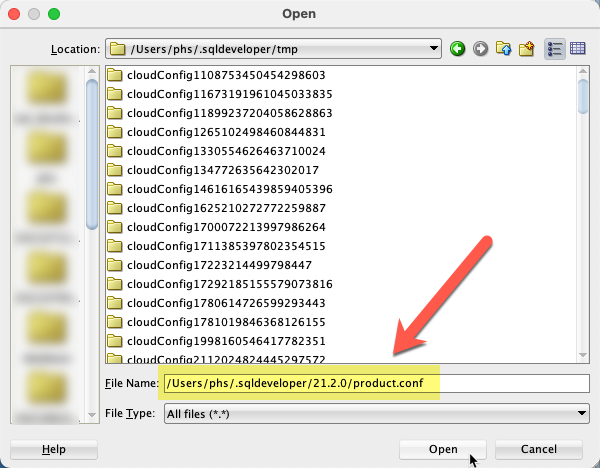 Open
Location: /Users/phs/.sqldeveloper/tmp
cloudConfig1108753450454298603
cloudConfig11673191961045033835
cloudConfig11899237204058628863
cloudConfig1265102498460844831
cloudConfig1330554626463710024
cloudConfig134772635642302017
cloudConfig14616165439859405396
cloudConfig1625210272772259887
cloudConfig1700072213997986264
cloudConfig1711385397802354515
cloudConfig17223214499798447
cloudConfig17292185155579073816
cloudConfig1780614726599293443
cloudConfig1781019846368126155
cloudConfig1998160546417782351
cloudConfig2112024824445297572
File Name: /Users/phs/.sqldeveloper/21.2.0/product.conf
File Type: All files (*.*)
Help Open Cancel